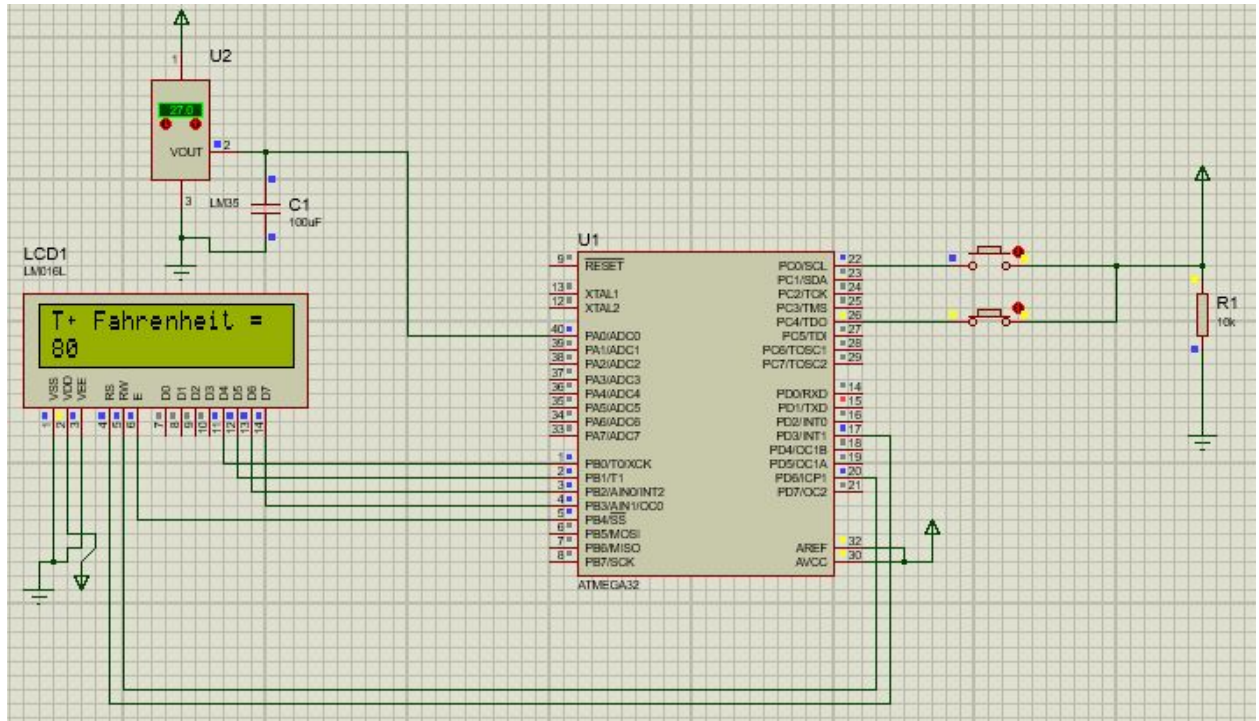 U2
1
27.0
VOUT
2
3
LM35
C1
100uF
LCD1
LM016L
T+ Fahrenheit =
80
VSS
VDD
VEE
RS
RW
E
D0
D1
D2
D3
D4
D5
D6
D7
1
2
3
4
5
6
7
8
9
10
11
12
13
14
U1
9
RESET
13
XTAL1
12
XTAL2
40
PA0/ADC0
39
PA1/ADC1
38
PA2/ADC2
37
PA3/ADC3
36
PA4/ADC4
35
PA5/ADC5
34
PA6/ADC6
33
PA7/ADC7
1
PB0/T0/XCK
2
PB1/T1
3
PB2/AIN0/INT2
4
PB3/AIN1/OC0
5
PB4/SS
6
PB5/MOSI
7
PB6/MISO
8
PB7/SCK
PC0/SCL
22
PC1/SDA
23
PC2/TCK
24
PC3/TMS
25
PC4/TDO
26
PC5/TDI
27
PC6/TOSC1
28
PC7/TOSC2
29
PD0/RXD
14
PD1/TXD
15
PD2/INT0
16
PD3/INT1
17
PD4/OC1B
18
PD5/OC1A
19
PD6/ICP1
20
PD7/OC2
21
AREF
32
AVCC
30
ATMEGA32
R1
10k